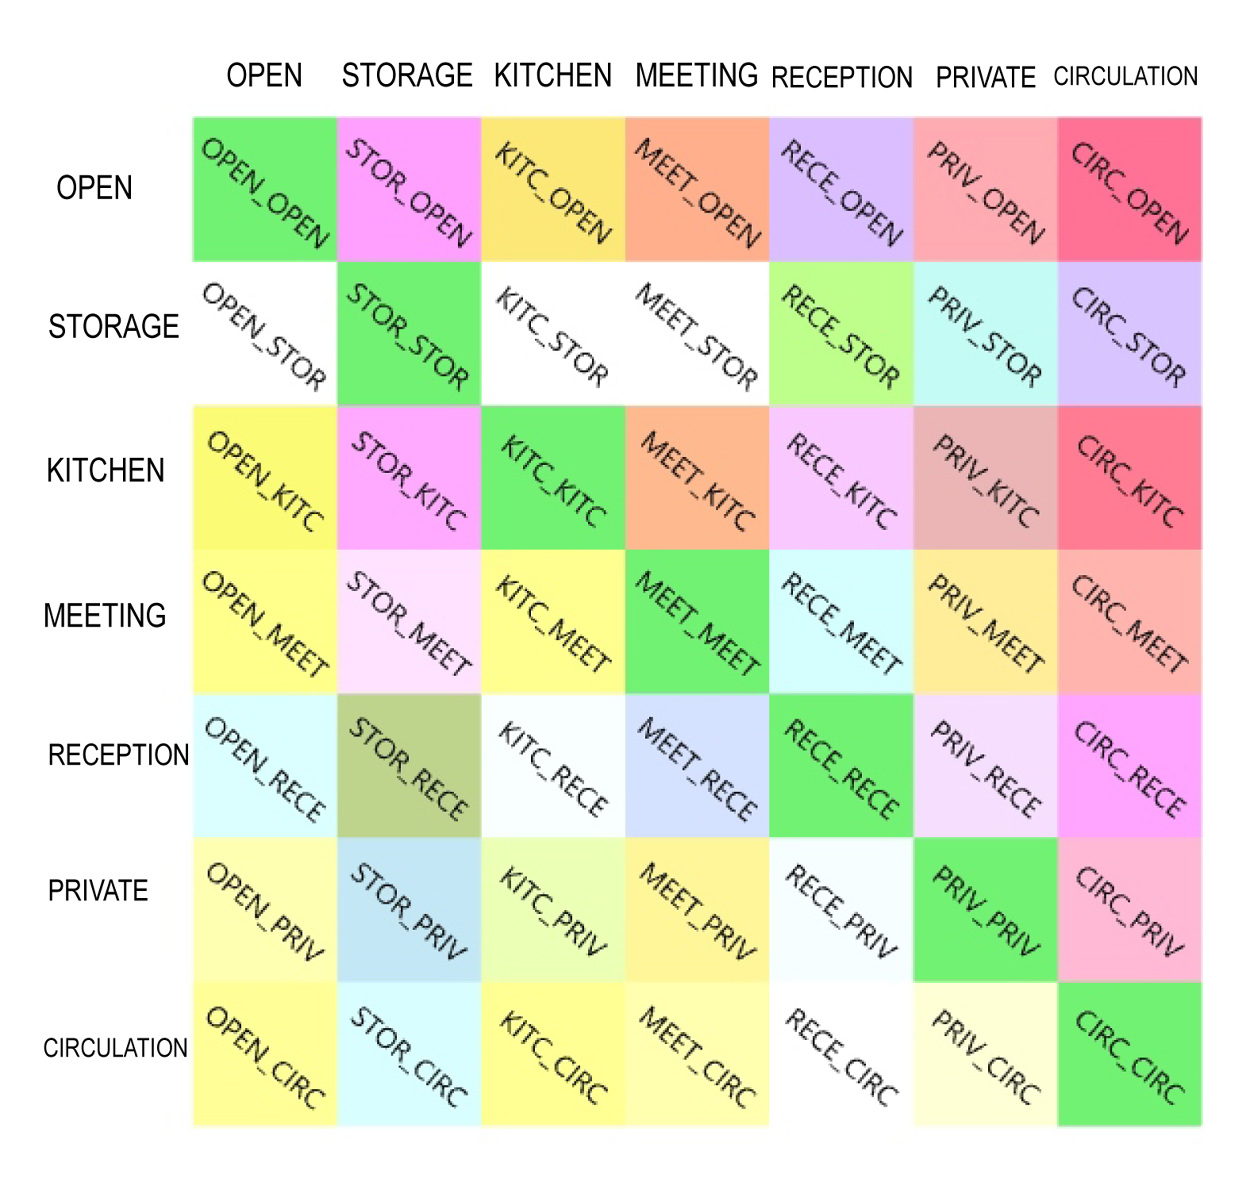 OPEN STORAGE KITCHEN MEETING RECEPTION PRIVATE CIRCULATION
OPEN OPEN_OPEN STOR_OPEN KITC_OPEN MEET_OPEN RECE_OPEN PRIV_OPEN CIRC_OPEN
STORAGE OPEN_STOR STOR_STOR KITC_STOR MEET_STOR RECE_STOR PRIV_STOR CIRC_STOR
KITCHEN OPEN_KITC STOR_KITC KITC_KITC MEET_KITC RECE_KITC PRIV_KITC CIRC_KITC
MEETING OPEN_MEET STOR_MEET KITC_MEET MEET_MEET RECE_MEET PRIV_MEET CIRC_MEET
RECEPTION OPEN_RECE STOR_RECE KITC_RECE MEET_RECE RECE_RECE PRIV_RECE CIRC_RECE
PRIVATE OPEN_PRIV STOR_PRIV KITC_PRIV MEET_PRIV RECE_PRIV PRIV_PRIV CIRC_PRIV
CIRCULATION OPEN_CIRC STOR_CIRC KITC_CIRC MEET_CIRC RECE_CIRC PRIV_CIRC CIRC_CIRC